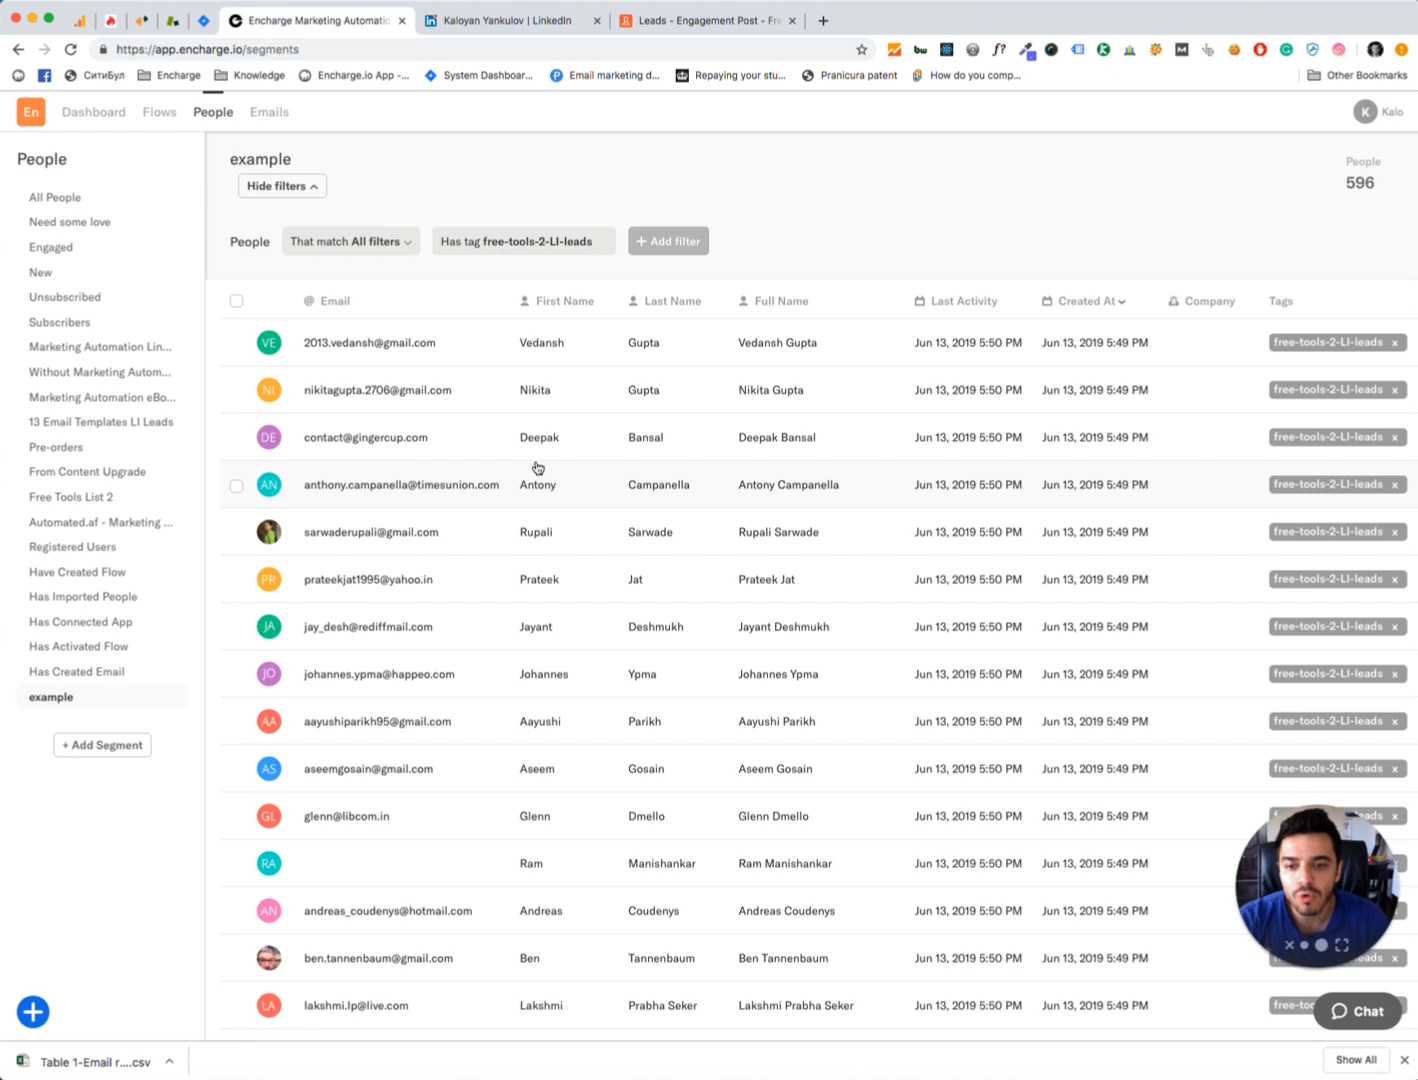 Encharge Marketing Automatio
Kaloyan Yankulov | LinkedIn
Leads - Engagement Post - Fre
https://app.encharge.io/segments
СитиБул
Encharge
Knowledge
Encharge.io App -...
System Dashboar...
Email marketing d...
Repaying your stu...
Pranicura patent
How do you comp...
Other Bookmarks
En
Dashboard
Flows
People
Emails
K
Kalo
People
All People
Need some love
Engaged
New
Unsubscribed
Subscribers
Marketing Automation Lin...
Without Marketing Autom...
Marketing Automation eBo...
13 Email Templates LI Leads
Pre-orders
From Content Upgrade
Free Tools List 2
Automated.af - Marketing ...
Registered Users
Have Created Flow
Has Imported People
Has Connected App
Has Activated Flow
Has Created Email
example
+ Add Segment
example
Hide filters
People
596
People
That match All filters
Has tag free-tools-2-LI-leads
+ Add filter
@ Email First Name Last Name Full Name Last Activity Created At Company Tags
VE 2013.vedansh@gmail.com Vedansh Gupta Vedansh Gupta Jun 13, 2019 5:50 PM Jun 13, 2019 5:49 PM free-tools-2-LI-leads x
NI nikitagupta.2706@gmail.com Nikita Gupta Nikita Gupta Jun 13, 2019 5:50 PM Jun 13, 2019 5:49 PM free-tools-2-LI-leads x
DE contact@gingercup.com Deepak Bansal Deepak Bansal Jun 13, 2019 5:50 PM Jun 13, 2019 5:49 PM free-tools-2-LI-leads x
AN anthony.campanella@timesunion.com Antony Campanella Antony Campanella Jun 13, 2019 5:50 PM Jun 13, 2019 5:49 PM free-tools-2-LI-leads x
sarwaderupali@gmail.com Rupali Sarwade Rupali Sarwade Jun 13, 2019 5:50 PM Jun 13, 2019 5:49 PM free-tools-2-LI-leads x
PR prateekjat1995@yahoo.in Prateek Jat Prateek Jat Jun 13, 2019 5:50 PM Jun 13, 2019 5:49 PM free-tools-2-LI-leads x
JA jay_desh@rediffmail.com Jayant Deshmukh Jayant Deshmukh Jun 13, 2019 5:50 PM Jun 13, 2019 5:49 PM free-tools-2-LI-leads x
JO johannes.ypma@happeo.com Johannes Ypma Johannes Ypma Jun 13, 2019 5:50 PM Jun 13, 2019 5:49 PM free-tools-2-LI-leads x
AA aayushiparikh95@gmail.com Aayushi Parikh Aayushi Parikh Jun 13, 2019 5:50 PM Jun 13, 2019 5:49 PM free-tools-2-LI-leads x
AS aseemgosain@gmail.com Aseem Gosain Aseem Gosain Jun 13, 2019 5:50 PM Jun 13, 2019 5:49 PM free-tools-2-LI-leads x
GL glenn@libcom.in Glenn Dmello Glenn Dmello Jun 13, 2019 5:50 PM Jun 13, 2019 5:49 PM ads x
RA Ram Manishankar Ram Manishankar Jun 13, 2019 5:50 PM Jun 13, 2019 5:49 PM
AN andreas_coudenys@hotmail.com Andreas Coudenys Andreas Coudenys Jun 13, 2019 5:50 PM Jun 13, 2019 5:49 PM x
ben.tannenbaum@gmail.com Ben Tannenbaum Ben Tannenbaum Jun 13, 2019 5:50 PM Jun 13, 2019 5:49 PM ads x
LA lakshmi.lp@live.com Lakshmi Prabha Seker Lakshmi Prabha Seker Jun 13, 2019 5:50 PM Jun 13, 2019 5:49 PM free-too
Chat
Table 1-Email r....csv
Show All